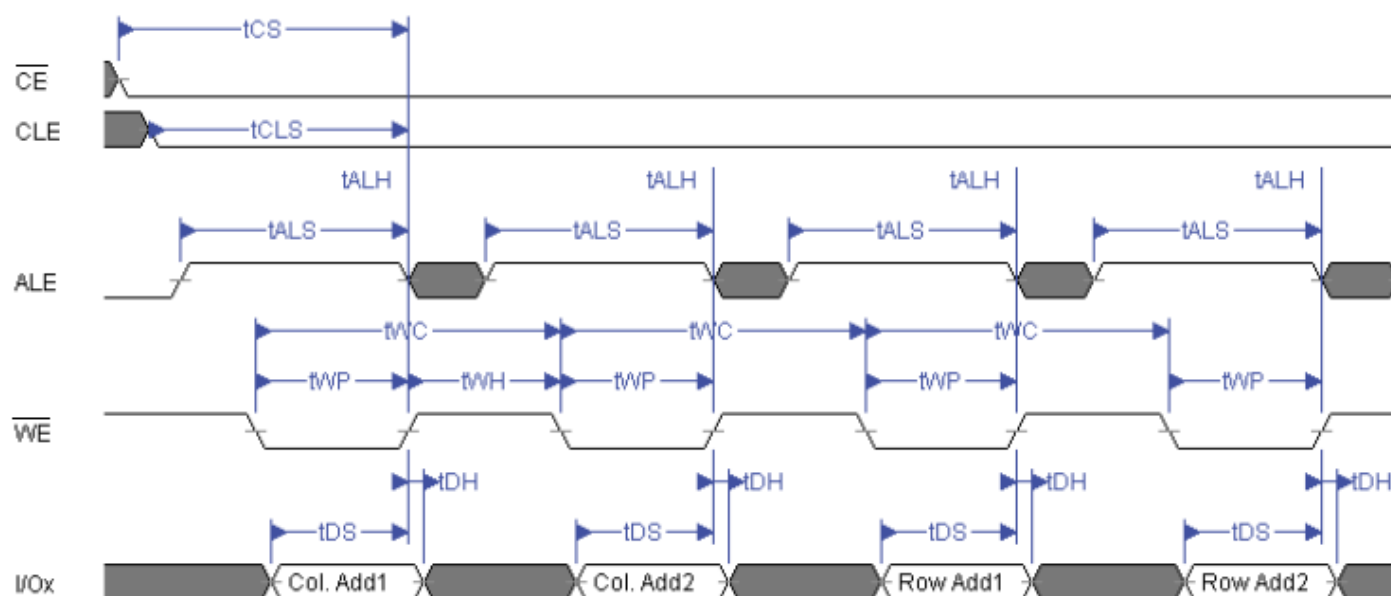 tCS
CE
CLE tCLS
tALH tALH tALH tALH
tALS tALS tALS tALS
ALE
tWC tWC tWC
tWP tWH tWP tWP tWP
WE
tDH tDH tDH tDH
tDS tDS tDS tDS
I/Ox Col. Add1 Col. Add2 Row Add1 Row Add2